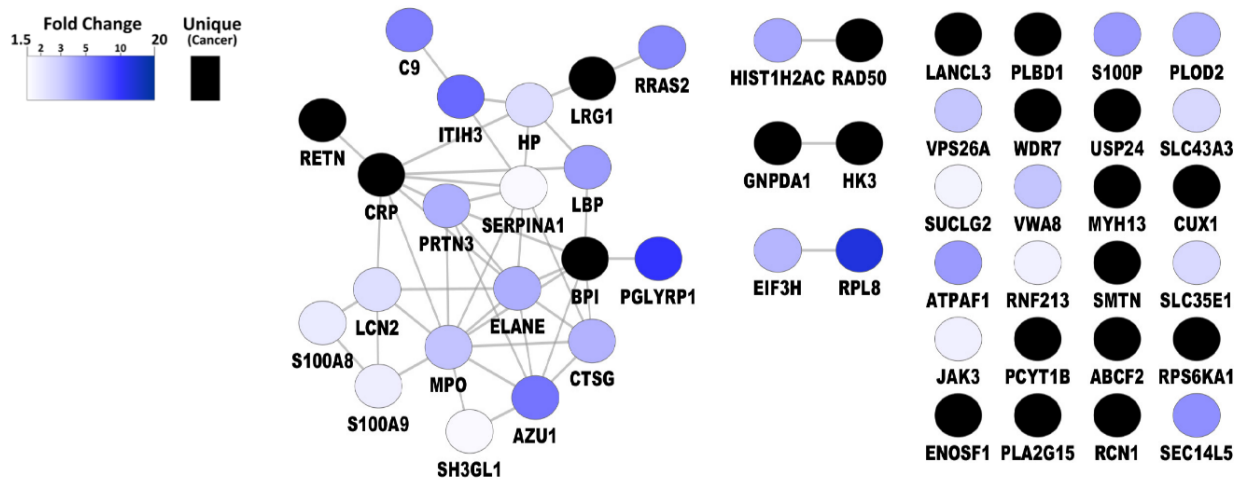 Fold Change
1.5 2 3 5 10 20
Unique
(Cancer)
C9
RRAS2
LRG1
ITIH3
HP
RETN
CRP
LBP
SERPINA1
PRTN3
BPI
PGLYRP1
ELANE
LCN2
S100A8
MPO
CTSG
S100A9
AZU1
SH3GL1
HIST1H2AC RAD50
GNPDA1 HK3
EIF3H RPL8
LANCL3 PLBD1 S100P PLOD2
VPS26A WDR7 USP24 SLC43A3
SUCLG2 VWA8 MYH13 CUX1
ATPAF1 RNF213 SMTN SLC35E1
JAK3 PCYT1B ABCF2 RPS6KA1
ENOSF1 PLA2G15 RCN1 SEC14L5